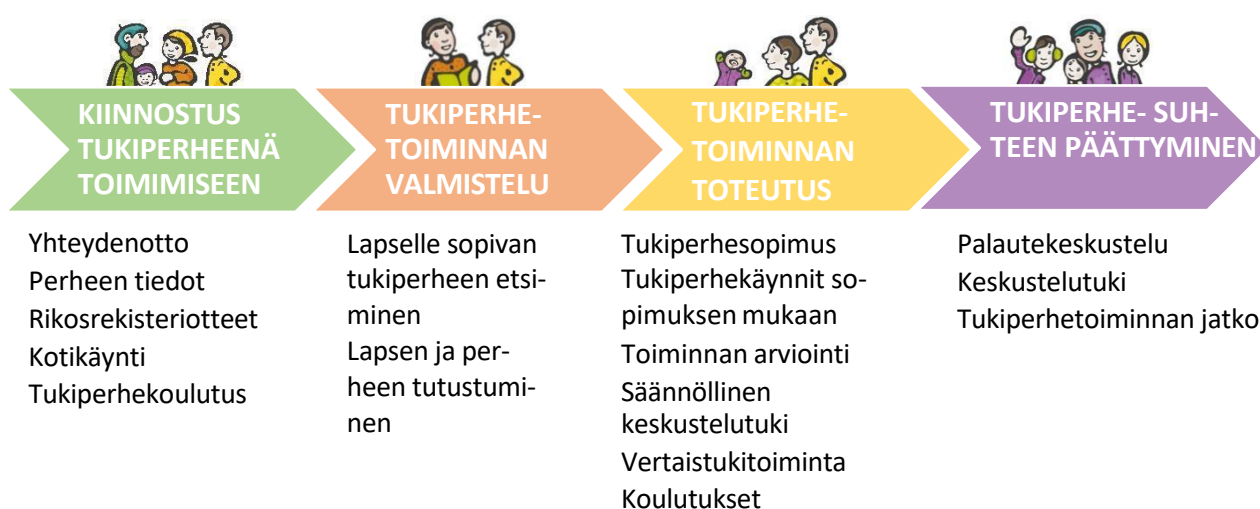 KIINNOSTUS
TUKIPERHEENÄ
TOIMIMISEEN
Yhteydenotto
Perheen tiedot
Rikosrekisteriotteet
Kotikäynti
Tukiperhekoulutus
TUKIPERHE-
TOIMINNAN
VALMISTELU
Lapselle sopivan
tukiperheen etsi-
minen
Lapsen ja per-
heen tutustumi-
nen
TUKIPERHE-
TOIMINNAN
TOTEUTUS
Tukiperhesopimus
Tukiperhekäynnit so-
pimuksen mukaan
Toiminnan arviointi
Säännöllinen
keskustelutuki
Vertaistukitoiminta
Koulutukset
TUKIPERHE- SUH-
TEEN PÄÄTTYMINEN
Palautekeskustelu
Keskustelutuki
Tukiperhetoiminnan jatko